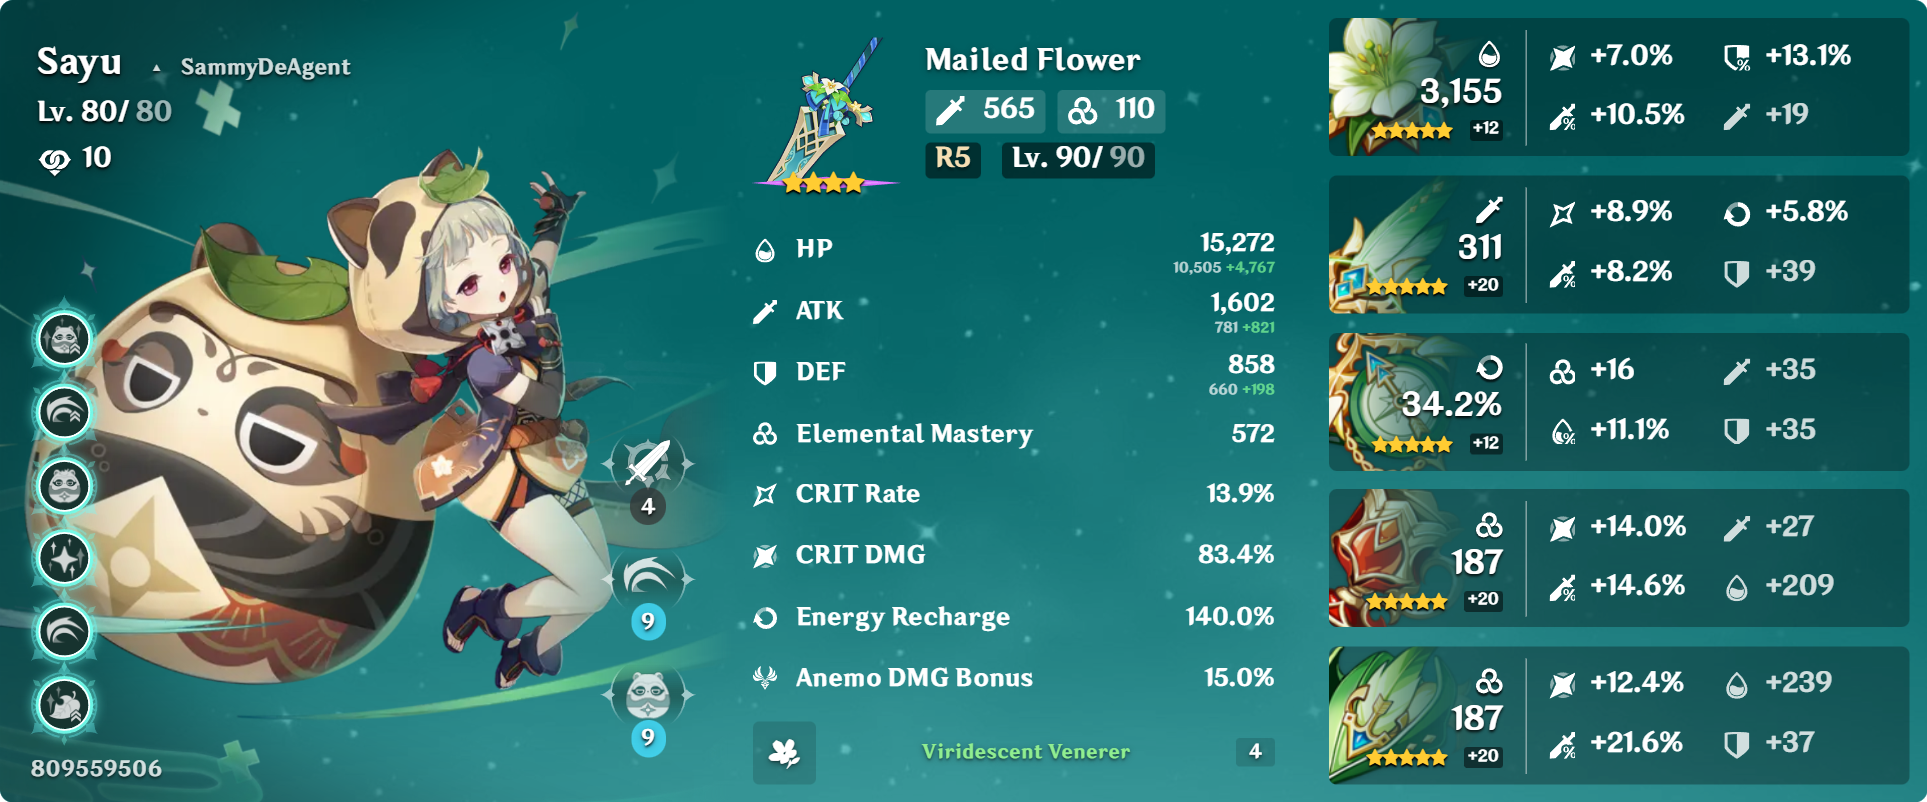 Sayu ▲ SammyDeAgent
Lv. 80/ 80
10
4
9
9
809559506
Mailed Flower
565 110
R5 Lv. 90/ 90
HP 15,272
10,505 +4,767
ATK 1,602
781 +821
DEF 858
660 +198
Elemental Mastery 572
CRIT Rate 13.9%
CRIT DMG 83.4%
Energy Recharge 140.0%
Anemo DMG Bonus 15.0%
Viridescent Venerer 4
3,155
+12
+7.0% +13.1%
+10.5% +19
311
+20
+8.9% +5.8%
+8.2% +39
34.2%
+12
+16 +35
+11.1% +35
187
+20
+14.0% +27
+14.6% +209
187
+20
+12.4% +239
+21.6% +37